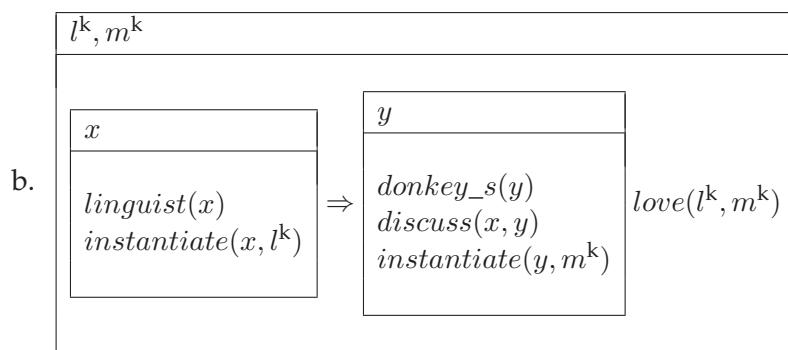 l^k, m^k
x
y
b.
linguist(x)
instantiate(x, l^k)
⇒
donkey_s(y)
discuss(x, y)
instantiate(y, m^k)
love(l^k, m^k)